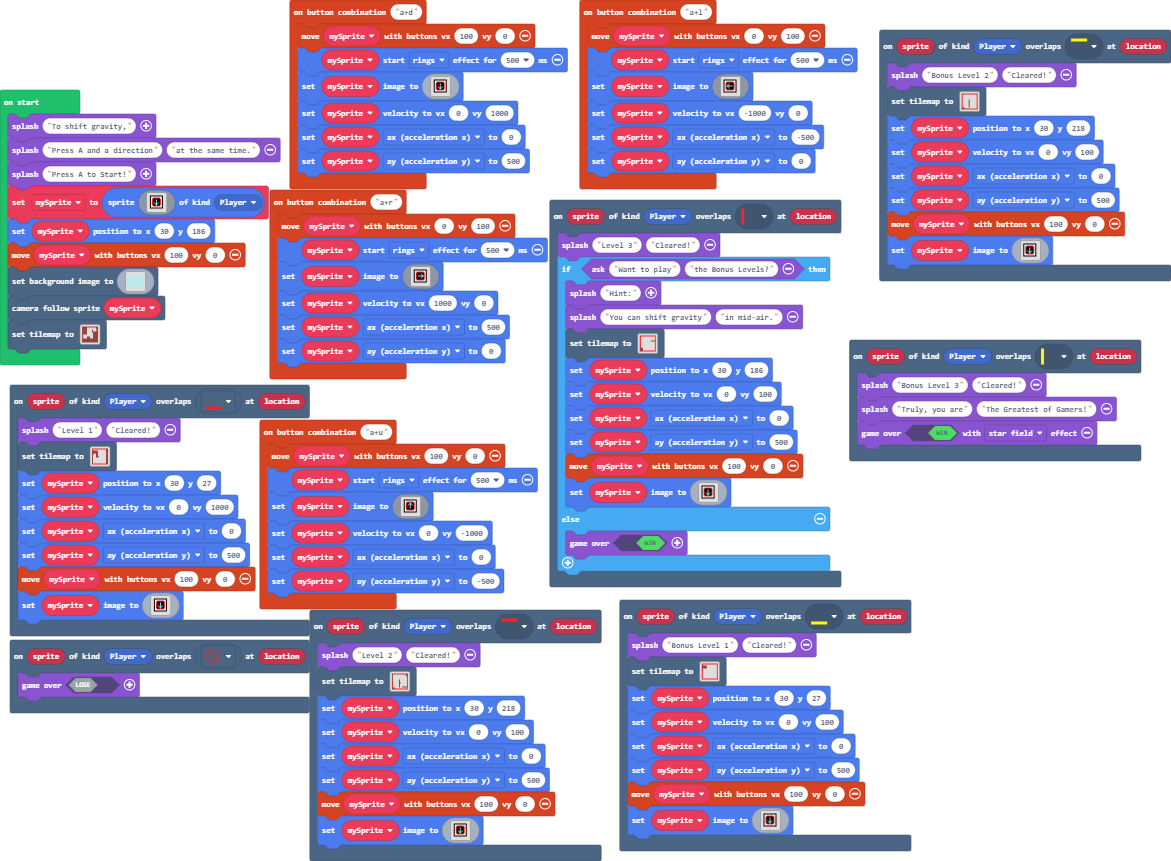 on start
splash "To shift gravity,"
splash "Press A and a direction" "at the same time."
splash "Press A to Start!"
set mySprite to sprite of kind Player
set mySprite position to x 30 y 186
move mySprite with buttons vx 100 vy 0
set background image to
camera follow sprite mySprite
set tilemap to
on button combination "a+d"
move mySprite with buttons vx 100 vy 0
mySprite start rings effect for 500 ms
set mySprite image to
set mySprite velocity to vx 0 vy 1000
set mySprite ax (acceleration x) to 0
set mySprite ay (acceleration y) to 500
on button combination "a+l"
move mySprite with buttons vx 0 vy 100
mySprite start rings effect for 500 ms
set mySprite image to
set mySprite velocity to vx -1000 vy 0
set mySprite ax (acceleration x) to -500
set mySprite ay (acceleration y) to 0
on sprite of kind Player overlaps at location
splash "Bonus Level 2" "Cleared!"
set tilemap to
set mySprite position to x 30 y 218
set mySprite velocity to vx 0 vy 100
set mySprite ax (acceleration x) to 0
set mySprite ay (acceleration y) to 500
move mySprite with buttons vx 100 vy 0
set mySprite image to
on button combination "a+r"
move mySprite with buttons vx 0 vy 100
mySprite start rings effect for 500 ms
set mySprite image to
set mySprite velocity to vx 1000 vy 0
set mySprite ax (acceleration x) to 500
set mySprite ay (acceleration y) to 0
on sprite of kind Player overlaps at location
splash "Level 3" "Cleared!"
if ask "Want to play" "the Bonus Levels?" then
splash "Hint:"
splash "You can shift gravity" "in mid-air."
set tilemap to
set mySprite position to x 30 y 186
set mySprite velocity to vx 0 vy 100
set mySprite ax (acceleration x) to 0
set mySprite ay (acceleration y) to 500
move mySprite with buttons vx 100 vy 0
set mySprite image to
else
game over WIN
on sprite of kind Player overlaps at location
splash "Bonus Level 3" "Cleared!"
splash "Truly, you are" "The Greatest of Gamers!"
game over WIN with star field effect
on sprite of kind Player overlaps at location
splash "Level 1" "Cleared!"
set tilemap to
set mySprite position to x 30 y 27
set mySprite velocity to vx 0 vy 1000
set mySprite ax (acceleration x) to 0
set mySprite ay (acceleration y) to 500
move mySprite with buttons vx 100 vy 0
set mySprite image to
on button combination "a+u"
move mySprite with buttons vx 100 vy 0
mySprite start rings effect for 500 ms
set mySprite image to
set mySprite velocity to vx 0 vy -1000
set mySprite ax (acceleration x) to 0
set mySprite ay (acceleration y) to -500
on sprite of kind Player overlaps at location
game over LOSE
on sprite of kind Player overlaps at location
splash "Level 2" "Cleared!"
set tilemap to
set mySprite position to x 30 y 218
set mySprite velocity to vx 0 vy 100
set mySprite ax (acceleration x) to 0
set mySprite ay (acceleration y) to 500
move mySprite with buttons vx 100 vy 0
set mySprite image to
on sprite of kind Player overlaps at location
splash "Bonus Level 1" "Cleared!"
set tilemap to
set mySprite position to x 30 y 27
set mySprite velocity to vx 0 vy 100
set mySprite ax (acceleration x) to 0
set mySprite ay (acceleration y) to 500
move mySprite with buttons vx 100 vy 0
set mySprite image to